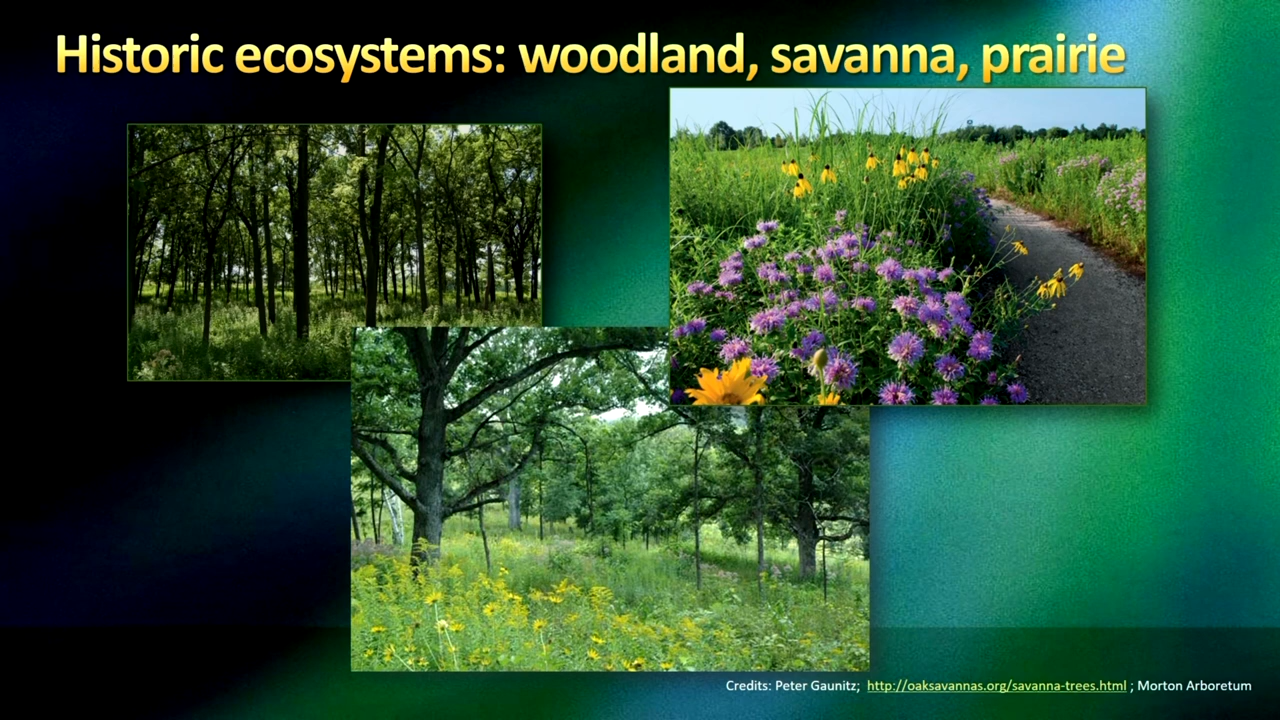 Historic ecosystems: woodland, savanna, prairie
Credits: Peter Gaunitz; http://oaksavannas.org/savanna-trees.html ; Morton Arboretum